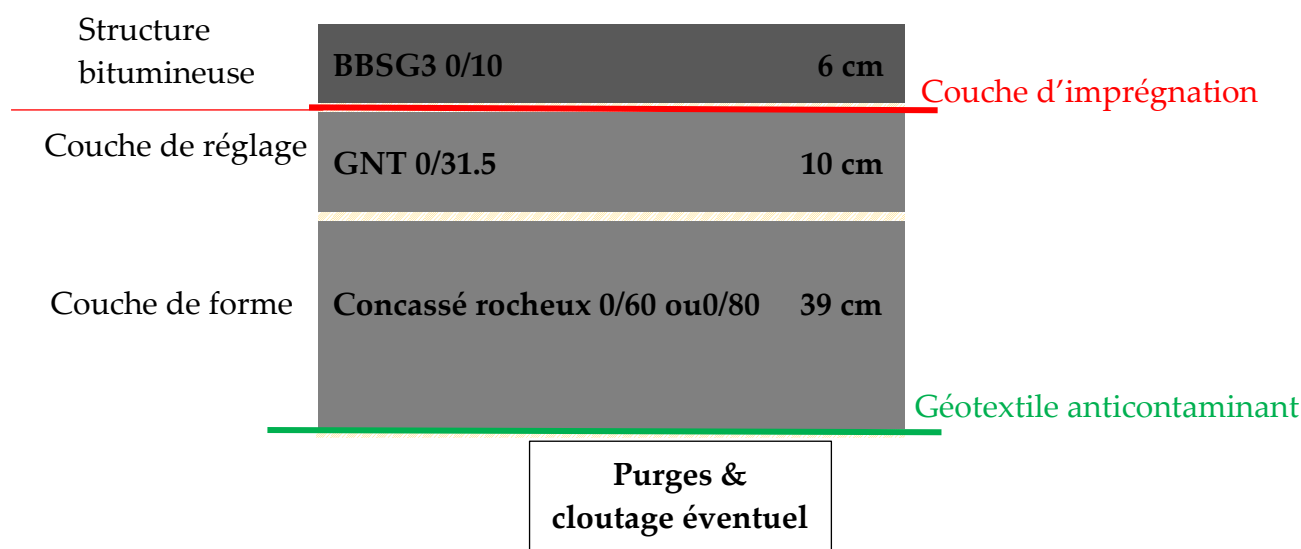 Structure
bitumineuse
BBSG3 0/10 6 cm
Couche d’imprégnation
Couche de réglage
GNT 0/31.5 10 cm
Couche de forme
Concassé rocheux 0/60 ou0/80 39 cm
Géotextile anticontaminant
Purges &
cloutage éventuel